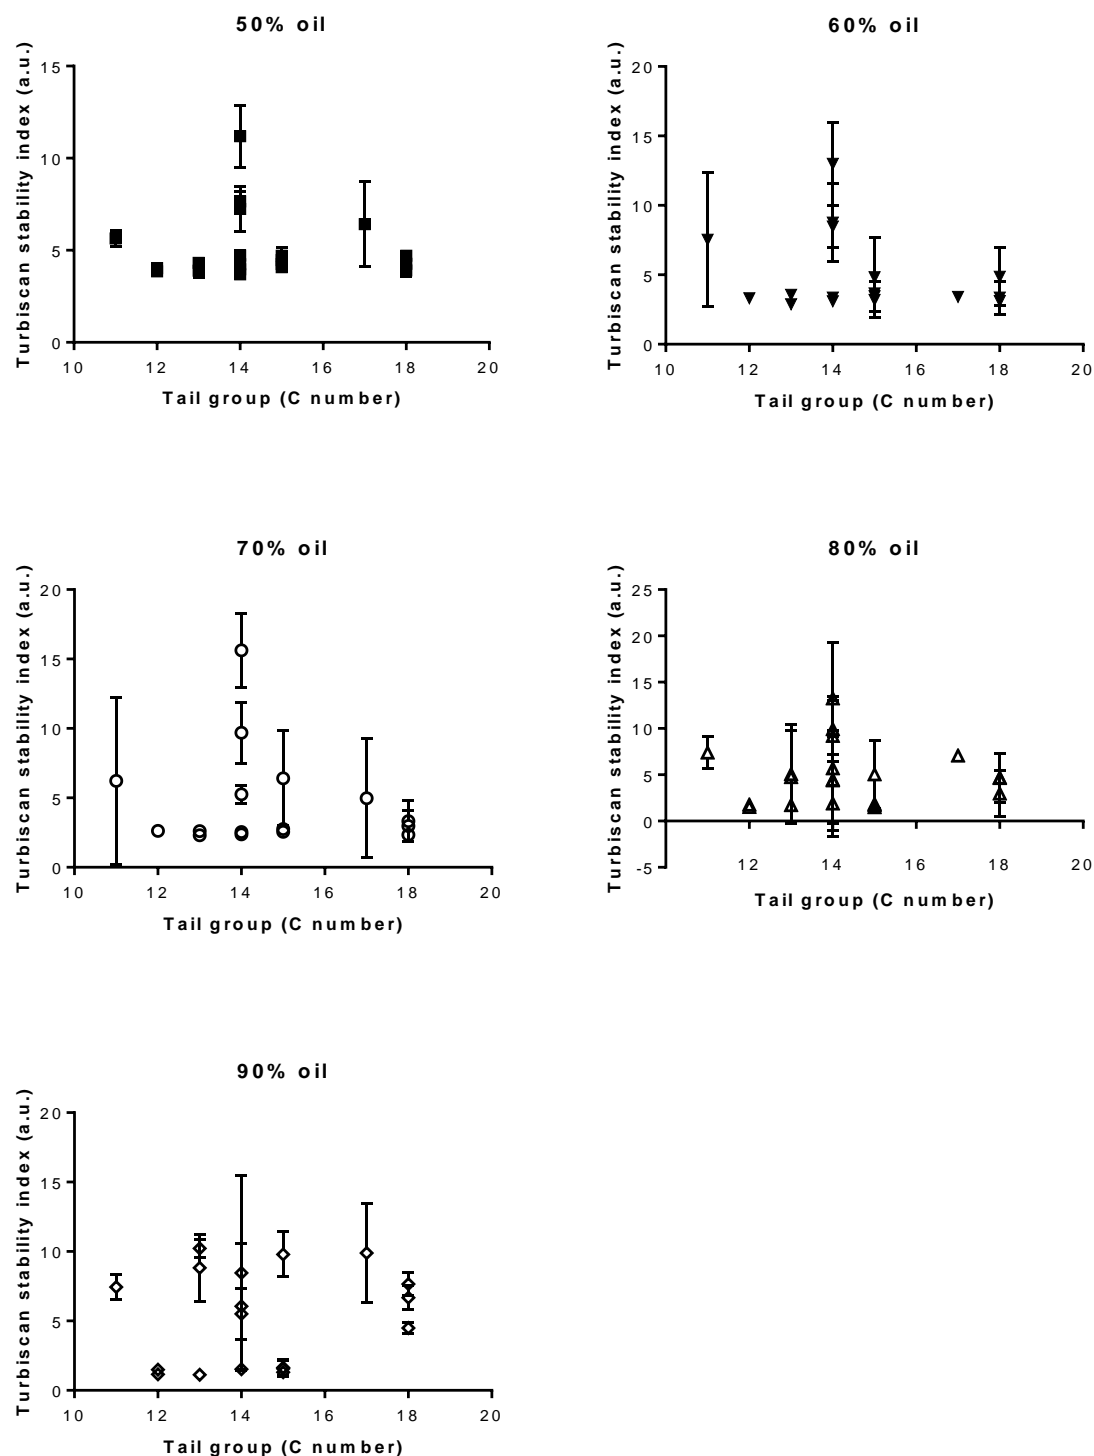 50% oil
Turbiscan stability index (a.u.)
15
10
5
0
10 12 14 16 18 20
Tail group (C number)
60% oil
Turbiscan stability index (a.u.)
20
15
10
5
0
10 12 14 16 18 20
Tail group (C number)
70% oil
Turbiscan stability index (a.u.)
20
15
10
5
0
10 12 14 16 18 20
Tail group (C number)
80% oil
Turbiscan stability index (a.u.)
25
20
15
10
5
0
-5
12 14 16 18 20
Tail group (C number)
90% oil
Turbiscan stability index (a.u.)
20
15
10
5
0
10 12 14 16 18 20
Tail group (C number)